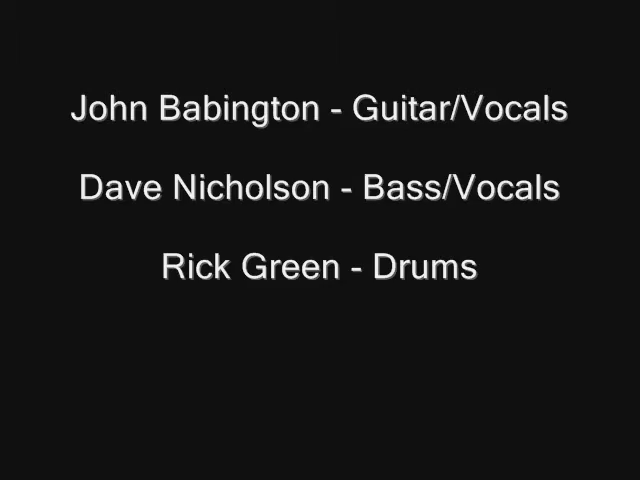 John Babington - Guitar/Vocals
Dave Nicholson - Bass/Vocals
Rick Green - Drums